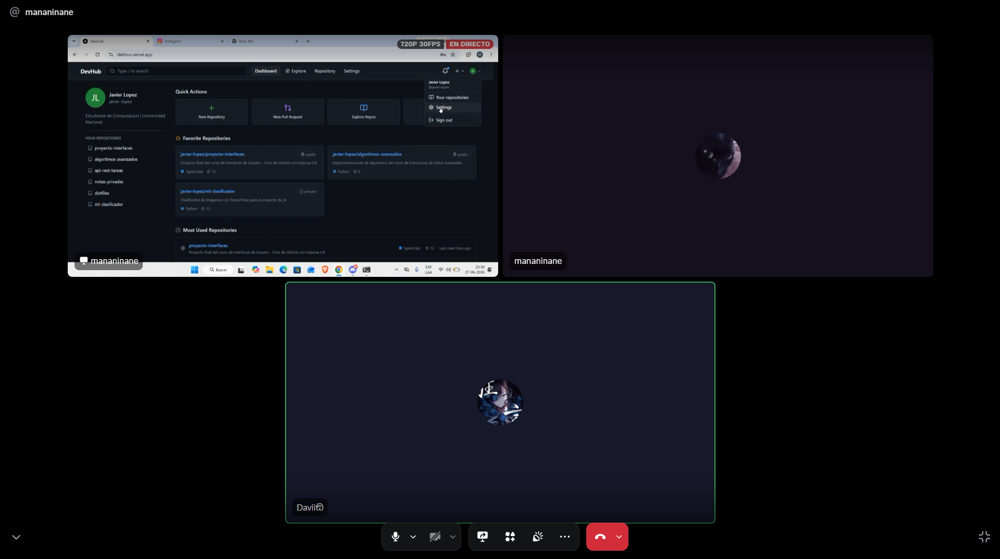 @ mananinane
DevHub
Instagram
New Tab
720P 30FPS EN DIRECTO
debhuv.vercel.app
M
DevHub
Type / to search
Dashboard Explore Repository Settings
Javier Lopez
@javier-lopez
Your repositories
Settings
Sign out
JL
Javier Lopez
javier-lopez
Estudiante de Computacion | Universidad
Nacional
YOUR REPOSITORIES
proyecto-interfaces
algoritmos-avanzados
api-rest-tareas
notas-privadas
dotfiles
ml-clasificador
Quick Actions
New Repository
New Pull Request
Explore Repos
Favorite Repositories
javier-lopez/proyecto-interfaces public
Proyecto final del curso de Interfaces de Usuario - Clon de GitHub con mejoras UX
TypeScript 12
javier-lopez/algoritmos-avanzados public
Implementaciones de algoritmos del curso de Estructuras de Datos Avanzadas
Python 8
javier-lopez/ml-clasificador private
Clasificador de imagenes con TensorFlow para el proyecto de IA
Python 15
Most Used Repositories
proyecto-interfaces
Proyecto final del curso de Interfaces de Usuario - Clon de GitHub con mejoras UX
TypeScript 12 Last used 2mo ago
mananinane
Buscar
ESP
LAA
22:30
27-06-2026
mananinane